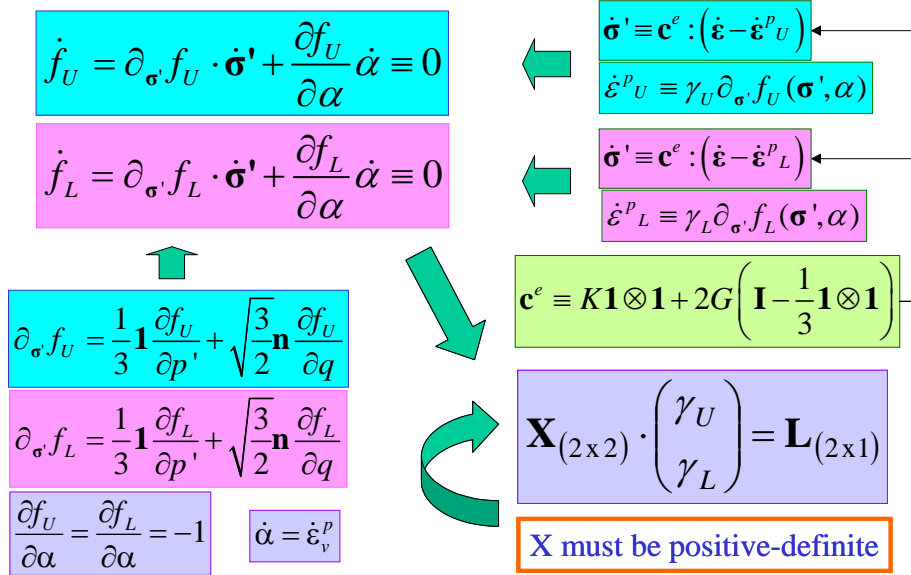 ḟ_U = ∂_σ' f_U · σ̇' + ∂f_U/∂α α̇ ≡ 0
ḟ_L = ∂_σ' f_L · σ̇' + ∂f_L/∂α α̇ ≡ 0
σ̇' ≡ c^e : (ε̇ − ε̇^p_U)
ε̇^p_U ≡ γ_U ∂_σ' f_U (σ', α)
σ̇' ≡ c^e : (ε̇ − ε̇^p_L)
ε̇^p_L ≡ γ_L ∂_σ' f_L (σ', α)
c^e ≡ K1 ⊗ 1 + 2G(I − 1/3 1 ⊗ 1)
∂_σ' f_U = 1/3 1 ∂f_U/∂p' + √(3/2) n ∂f_U/∂q
∂_σ' f_L = 1/3 1 ∂f_L/∂p' + √(3/2) n ∂f_L/∂q
∂f_U/∂α = ∂f_L/∂α = −1
α̇ = ε̇_v^p
X_(2x2) · (γ_U γ_L) = L_(2x1)
X must be positive-definite